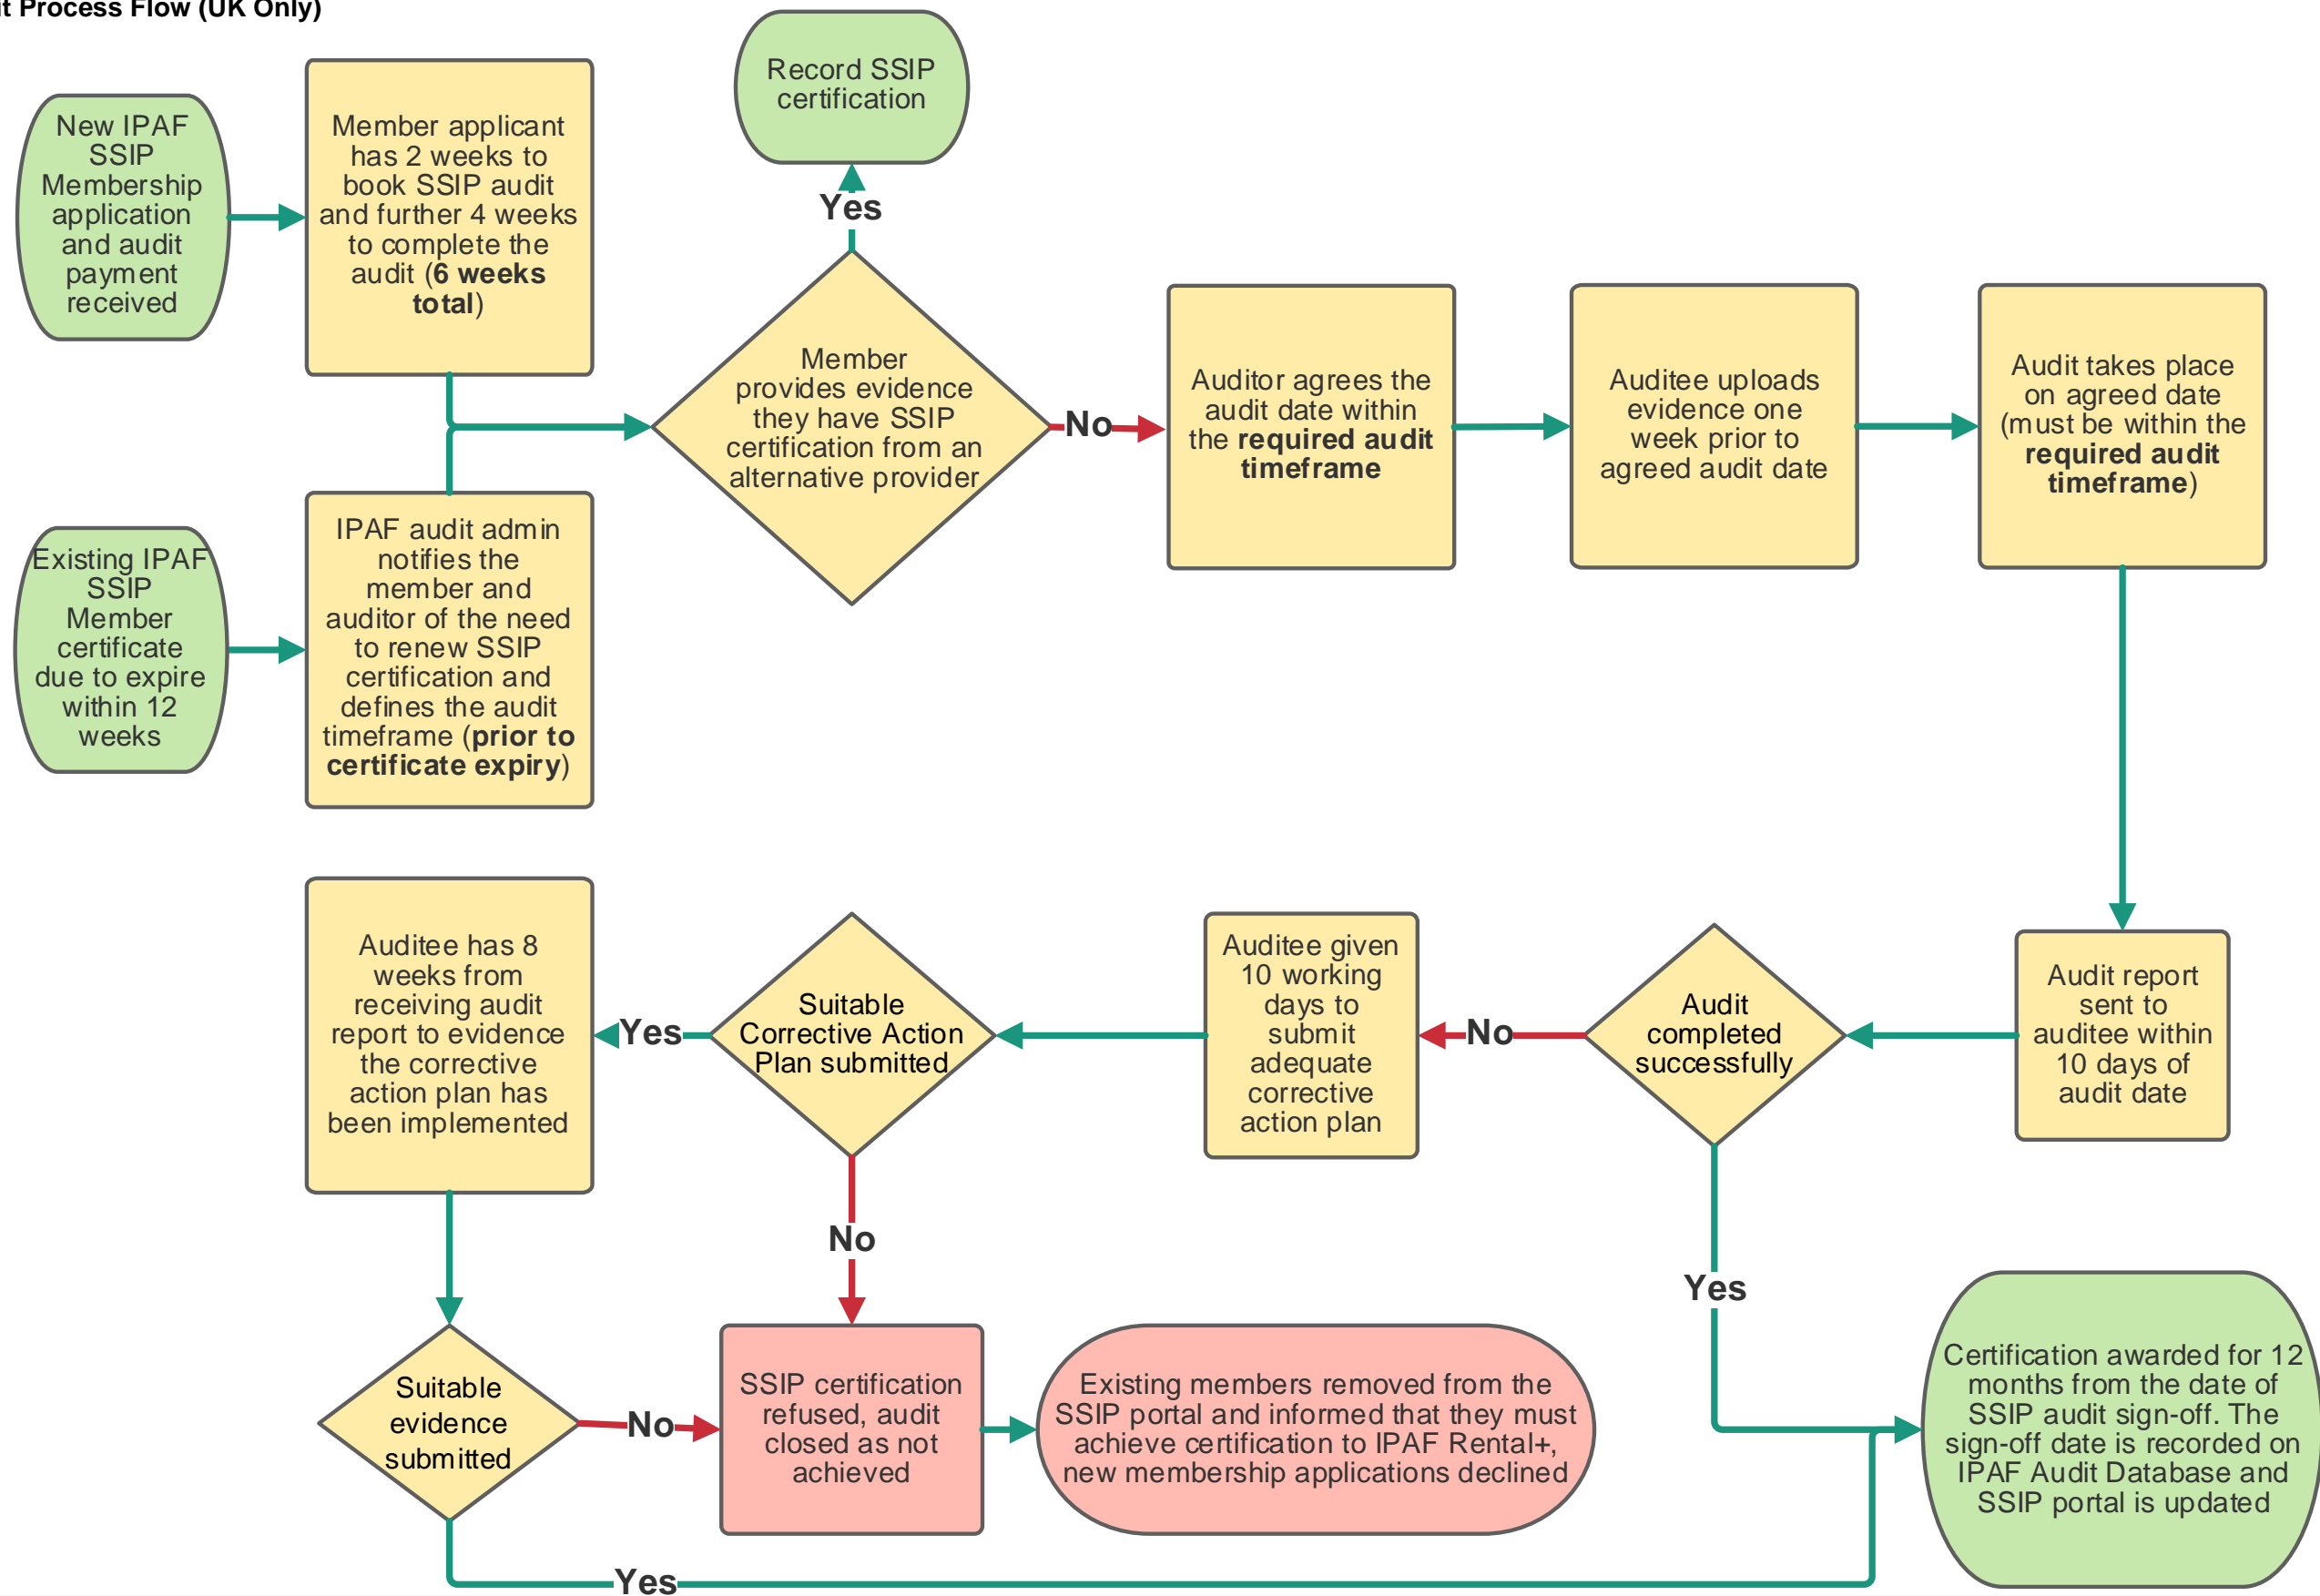 Process Flow (UK Only)
New IPAF
SSIP
Membership
application
and audit
payment
received
Member applicant
has 2 weeks to
book SSIP audit
and further 4 weeks
to complete the
audit (6 weeks
total)
Record SSIP
certification
Yes
Member
provides evidence
they have SSIP
certification from an
alternative provider
No
Auditor agrees the
audit date within
the required audit
timeframe
Auditee uploads
evidence one
week prior to
agreed audit date
Audit takes place
on agreed date
(must be within the
required audit
timeframe)
Existing IPAF
SSIP
Member
certificate
due to expire
within 12
weeks
IPAF audit admin
notifies the
member and
auditor of the need
to renew SSIP
certification and
defines the audit
timeframe (prior to
certificate expiry)
Auditee has 8
weeks from
receiving audit
report to evidence
the corrective
action plan has
been implemented
Yes
Suitable
Corrective Action
Plan submitted
Auditee given
10 working
days to
submit
adequate
corrective
action plan
No
Audit
completed
successfully
Audit report
sent to
auditee within
10 days of
audit date
No
Yes
Suitable
evidence
submitted
No
SSIP certification
refused, audit
closed as not
achieved
Existing members removed from the
SSIP portal and informed that they must
achieve certification to IPAF Rental+,
new membership applications declined
Certification awarded for 12
months from the date of
SSIP audit sign-off. The
sign-off date is recorded on
IPAF Audit Database and
SSIP portal is updated
Yes